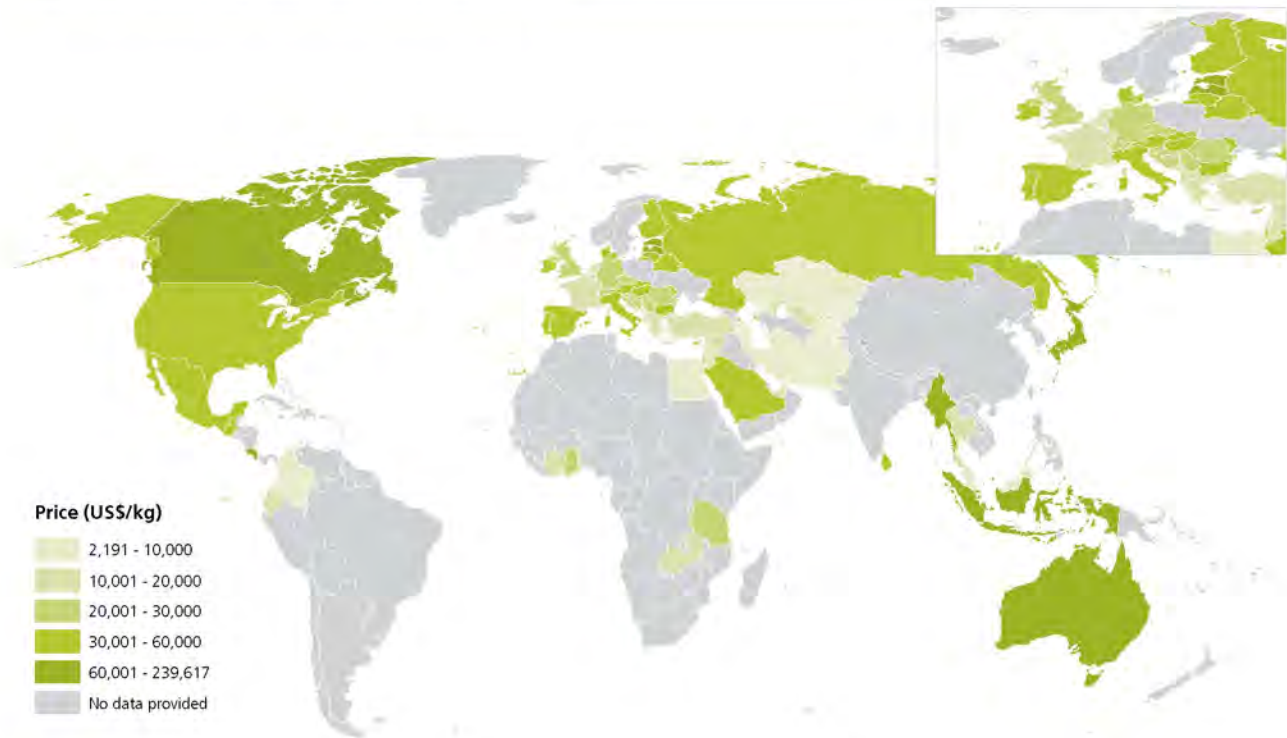 Price (US$/kg)
2,191 - 10,000
10,001 - 20,000
20,001 - 30,000
30,001 - 60,000
60,001 - 239,617
No data provided